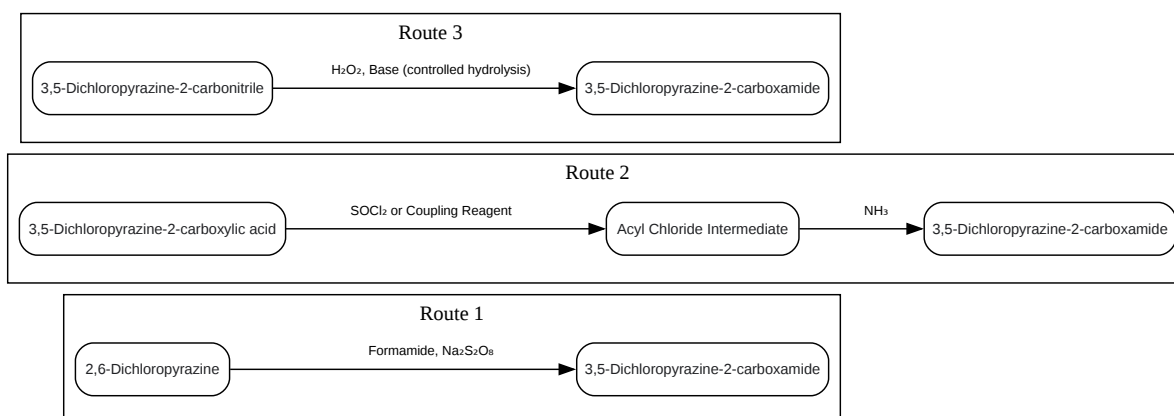 Route 3
3,5-Dichloropyrazine-2-carbonitrile
H₂O₂, Base (controlled hydrolysis)
3,5-Dichloropyrazine-2-carboxamide
Route 2
3,5-Dichloropyrazine-2-carboxylic acid
SOCl₂ or Coupling Reagent
Acyl Chloride Intermediate
NH₃
3,5-Dichloropyrazine-2-carboxamide
Route 1
2,6-Dichloropyrazine
Formamide, Na₂S₂O₈
3,5-Dichloropyrazine-2-carboxamide